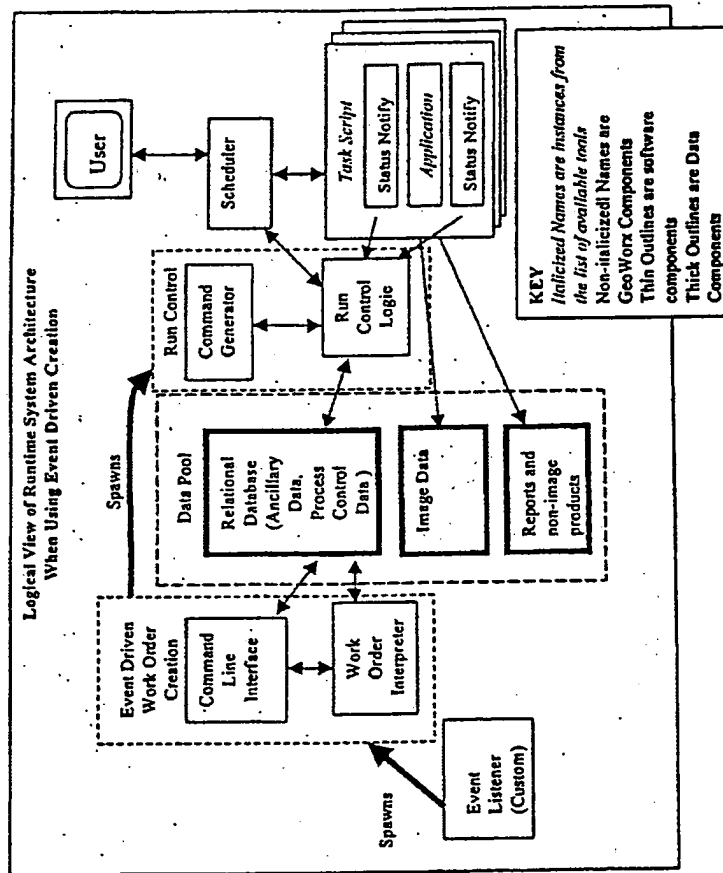 Logical View of Runtime System Architecture
When Using Event Driven Creation
Spawns
Event Driven
Work Order
Creation
Command
Line
Interface
Work
Order
Interpreter
Spawns
Event
Listener
(Custom)
Data Pool
Relational
Database
(Ancillary
Data,
Process
Control
Data )
Image Data
Reports and
non-image
products
Run Control
Command
Generator
Run
Control
Logic
User
Scheduler
Task Script
Status Notify
Application
Status Notify
KEY
Italicized Names are instances from
the list of available tools
Non-italicizedl Names are
GeoWorx Components
Thin Outlines are software
components
Thick Outlines are Data
Components